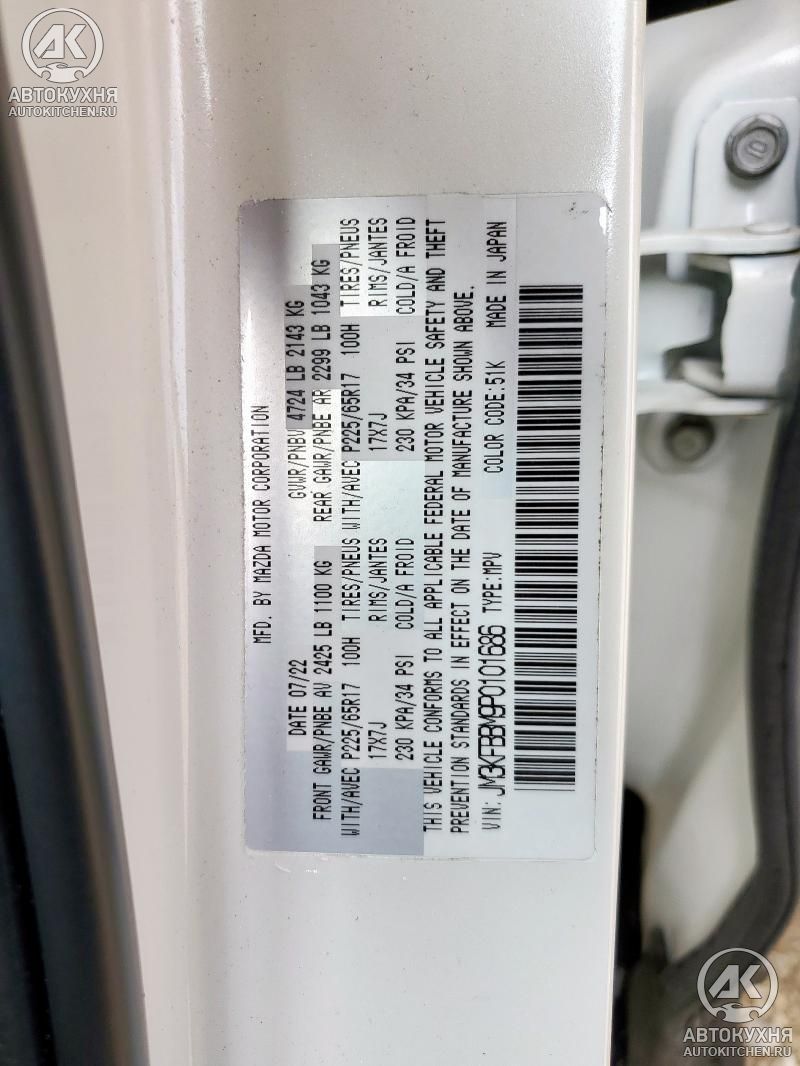 AK
АВТОКУХНЯ
AUTOKITCHEN.RU
MFD. BY MAZDA MOTOR CORPORATION
DATE 07/22 GVWR/PNBV 4724 LB 2143 KG
FRONT GAWR/PNBE AV 2425 LB 1100 KG REAR GAWR/PNBE AR 2299 LB 1043 KG
WITH/AVEC P225/65R17 100H TIRES/PNEUS WITH/AVEC P225/65R17 100H TIRES/PNEUS
17X7J RIMS/JANTES 17X7J RIMS/JANTES
230 KPA/34 PSI COLD/A FROID 230 KPA/34 PSI COLD/A FROID
THIS VEHICLE CONFORMS TO ALL APPLICABLE FEDERAL MOTOR VEHICLE SAFETY AND THEFT
PREVENTION STANDARDS IN EFFECT ON THE DATE OF MANUFACTURE SHOWN ABOVE.
VIN: JM3KFBBM9P0101686 TYPE:MPV COLOR CODE:51K MADE IN JAPAN
AK
АВТОКУХНЯ
AUTOKITCHEN.RU